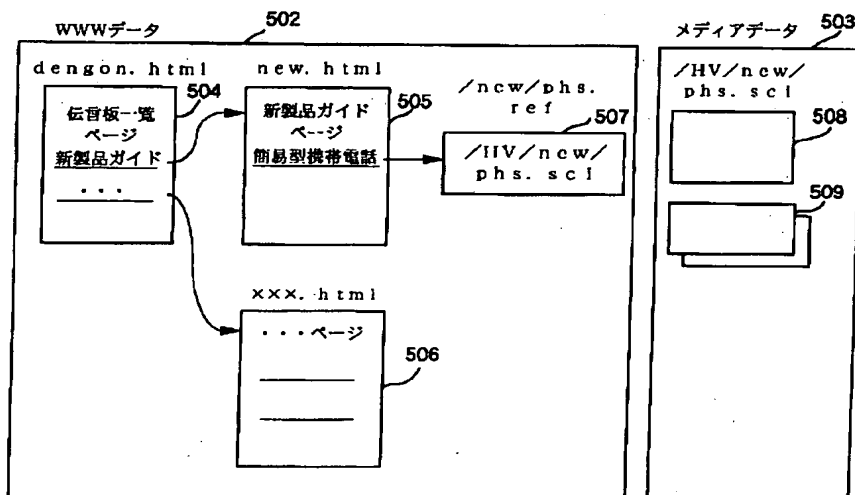 WWWデータ
502
メディアデータ
503
dengon.html
504
伝言板一覧
ページ
新製品ガイド
・・・
new.html
505
新製品ガイド
ページ
簡易型携帯電話
/new/phs.
ref
507
/HV/new/
phs.scl
/HV/new/
phs.scl
508
509
×××.html
・・・ページ
506